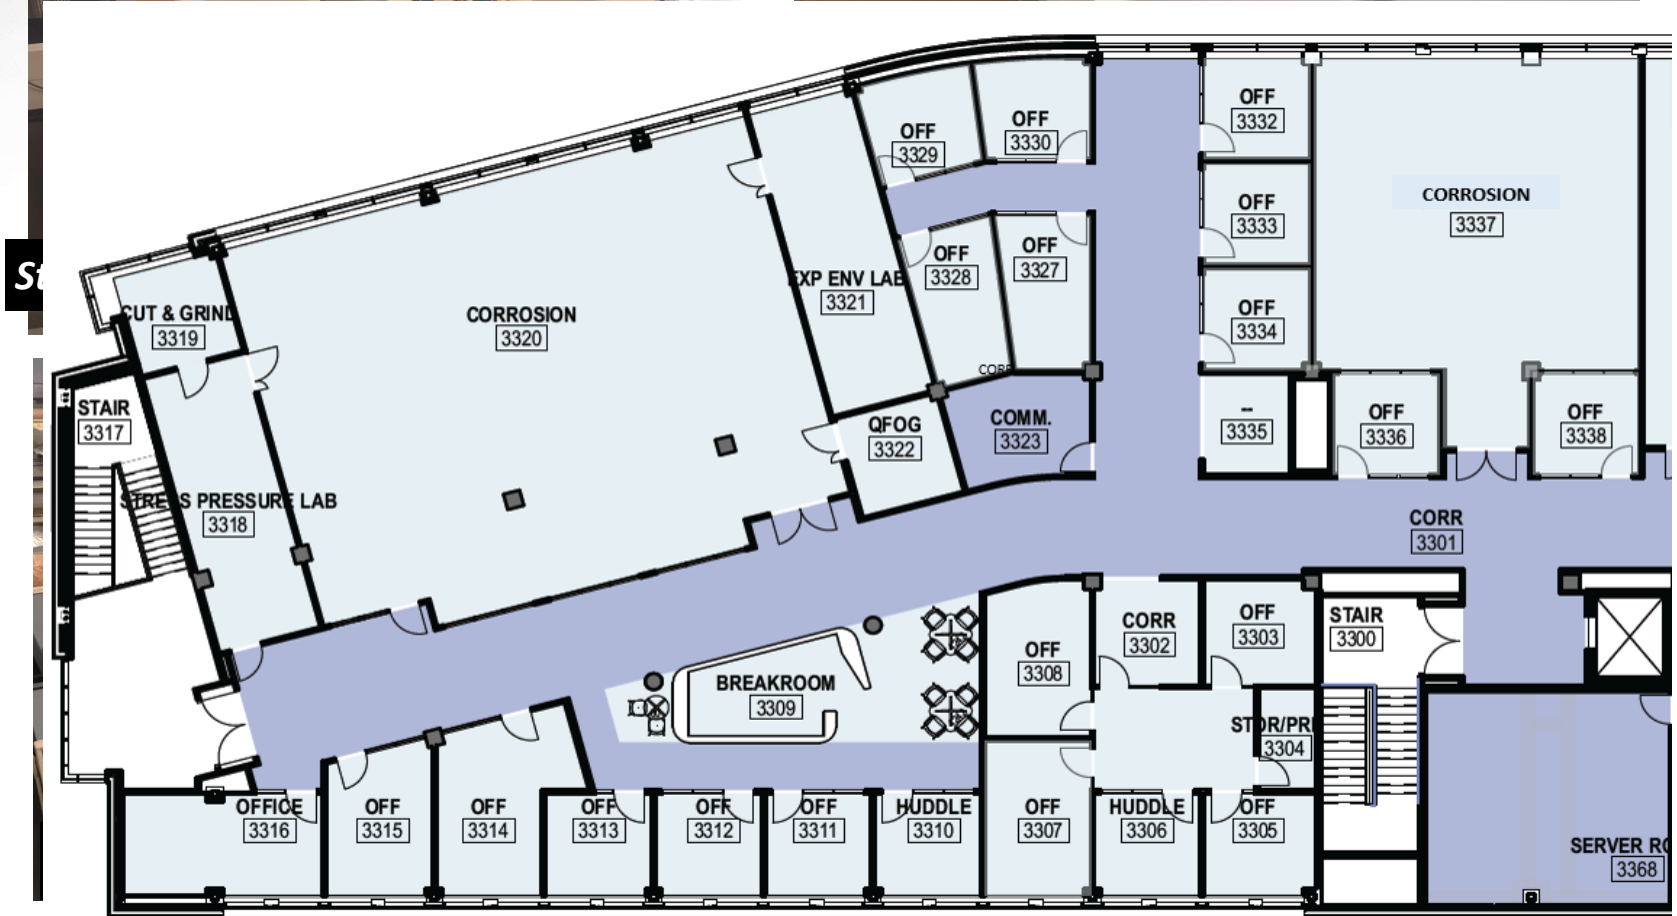 St
OFF
3329
OFF
3330
OFF
3332
CORROSION
3337
OFF
3333
OFF
3328
OFF
3327
EXP ENV LAB
3321
CUT & GRIND
3319
CORROSION
3320
OFF
3334
CORR
STAIR
3317
QFOG
3322
COMM.
3323
--
3335
OFF
3336
OFF
3338
STRESS PRESSURE LAB
3318
CORR
3301
OFF
3308
CORR
3302
OFF
3303
STAIR
3300
BREAKROOM
3309
STOR/PRI
3304
OFFICE
3316
OFF
3315
OFF
3314
OFF
3313
OFF
3312
OFF
3311
HUDDLE
3310
OFF
3307
HUDDLE
3306
OFF
3305
SERVER RO
3368